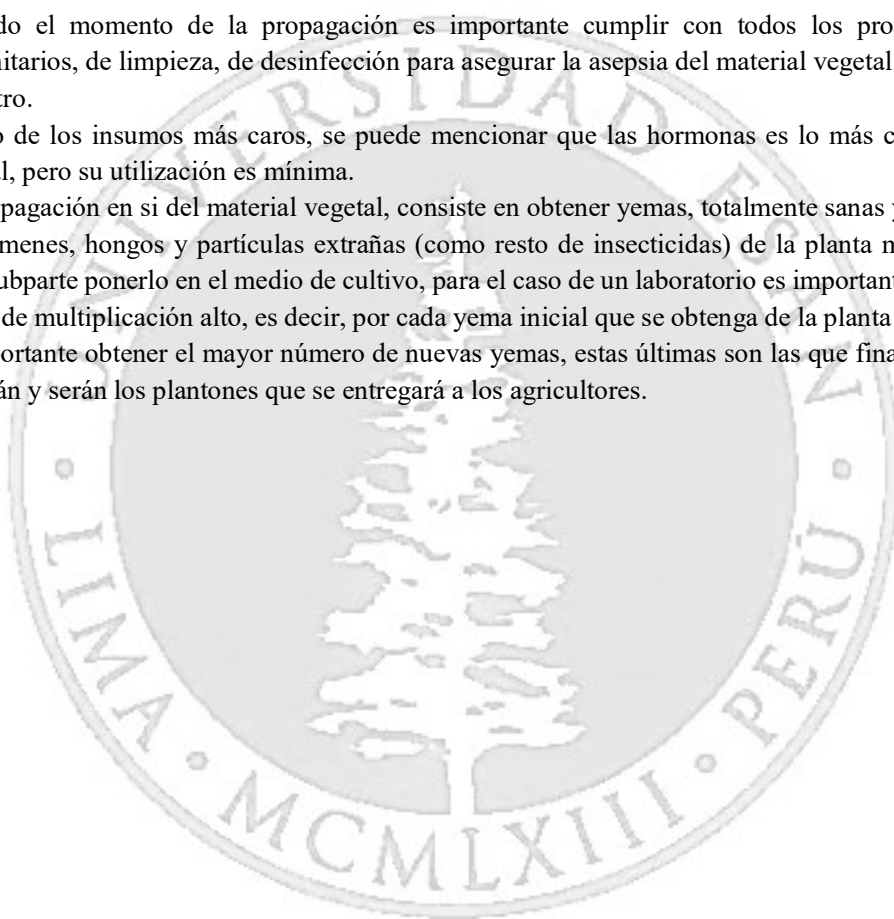 do el momento de la propagación es importante cumplir con todos los pro
nitarios, de limpieza, de desinfección para asegurar la asepsia del material vegetal
tro.
o de los insumos más caros, se puede mencionar que las hormonas es lo más c
l, pero su utilización es mínima.
pagación en si del material vegetal, consiste en obtener yemas, totalmente sanas y
menes, hongos y partículas extrañas (como resto de insecticidas) de la planta m
ubparte ponerlo en el medio de cultivo, para el caso de un laboratorio es important
de multiplicación alto, es decir, por cada yema inicial que se obtenga de la planta
portante obtener el mayor número de nuevas yemas, estas últimas son las que fina
án y serán los plantones que se entregará a los agricultores.
UNIVERSIDAD ESAN
LIMA • MCMLXIII • PERÚ